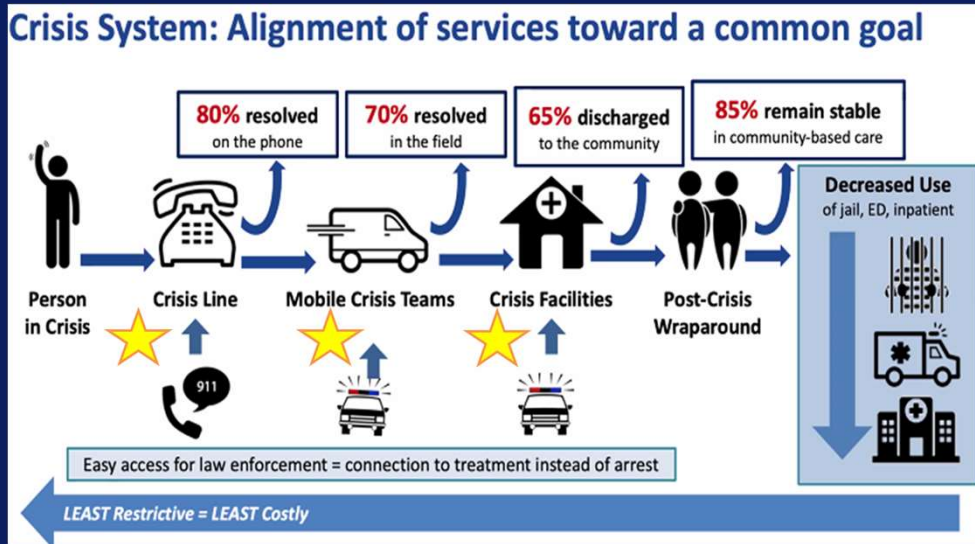 Crisis System: Alignment of services toward a common goal
80% resolved
on the phone
70% resolved
in the field
65% discharged
to the community
85% remain stable
in community-based care
Decreased Use
of jail, ED, inpatient
Person
in Crisis
Crisis Line
Mobile Crisis Teams
Crisis Facilities
Post-Crisis
Wraparound
911
Easy access for law enforcement = connection to treatment instead of arrest
LEAST Restrictive = LEAST Costly